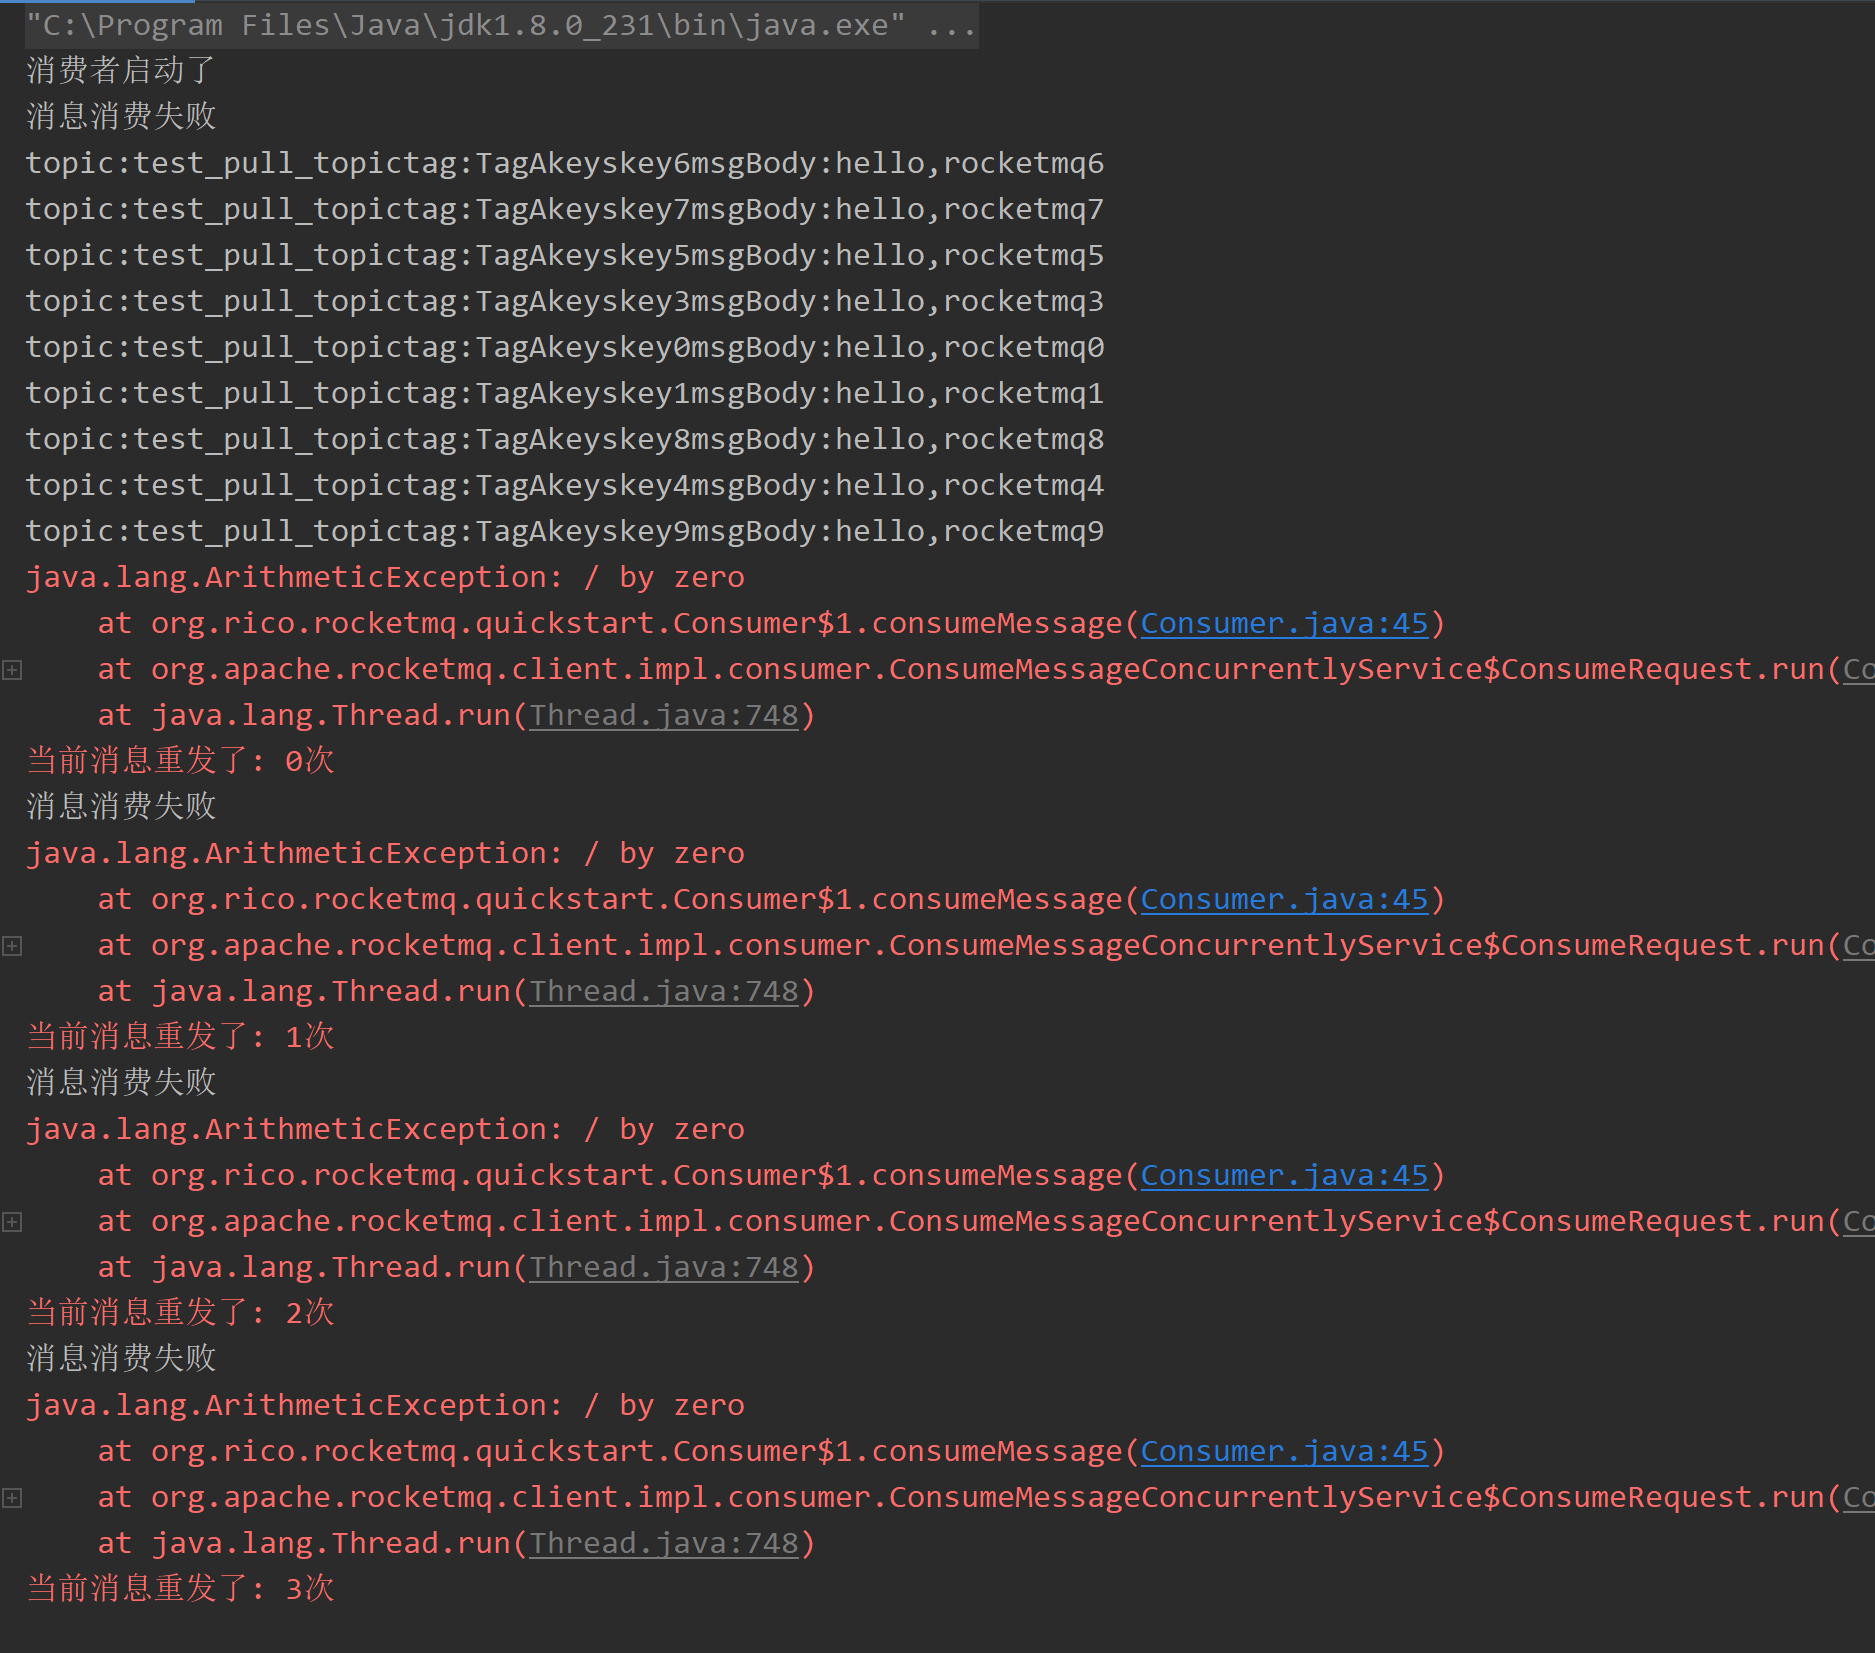 "C:\Program Files\Java\jdk1.8.0_231\bin\java.exe" ...
消费者启动了
消息消费失败
topic:test_pull_topictag:TagAkeyskey6msgBody:hello,rocketmq6
topic:test_pull_topictag:TagAkeyskey7msgBody:hello,rocketmq7
topic:test_pull_topictag:TagAkeyskey5msgBody:hello,rocketmq5
topic:test_pull_topictag:TagAkeyskey3msgBody:hello,rocketmq3
topic:test_pull_topictag:TagAkeyskey0msgBody:hello,rocketmq0
topic:test_pull_topictag:TagAkeyskey1msgBody:hello,rocketmq1
topic:test_pull_topictag:TagAkeyskey8msgBody:hello,rocketmq8
topic:test_pull_topictag:TagAkeyskey4msgBody:hello,rocketmq4
topic:test_pull_topictag:TagAkeyskey9msgBody:hello,rocketmq9
java.lang.ArithmeticException: / by zero
at org.rico.rocketmq.quickstart.Consumer$1.consumeMessage(Consumer.java:45)
at org.apache.rocketmq.client.impl.consumer.ConsumeMessageConcurrentlyService$ConsumeRequest.run(Co
at java.lang.Thread.run(Thread.java:748)
当前消息重发了: 0次
消息消费失败
java.lang.ArithmeticException: / by zero
at org.rico.rocketmq.quickstart.Consumer$1.consumeMessage(Consumer.java:45)
at org.apache.rocketmq.client.impl.consumer.ConsumeMessageConcurrentlyService$ConsumeRequest.run(Co
at java.lang.Thread.run(Thread.java:748)
当前消息重发了: 1次
消息消费失败
java.lang.ArithmeticException: / by zero
at org.rico.rocketmq.quickstart.Consumer$1.consumeMessage(Consumer.java:45)
at org.apache.rocketmq.client.impl.consumer.ConsumeMessageConcurrentlyService$ConsumeRequest.run(Co
at java.lang.Thread.run(Thread.java:748)
当前消息重发了: 2次
消息消费失败
java.lang.ArithmeticException: / by zero
at org.rico.rocketmq.quickstart.Consumer$1.consumeMessage(Consumer.java:45)
at org.apache.rocketmq.client.impl.consumer.ConsumeMessageConcurrentlyService$ConsumeRequest.run(Co
at java.lang.Thread.run(Thread.java:748)
当前消息重发了: 3次